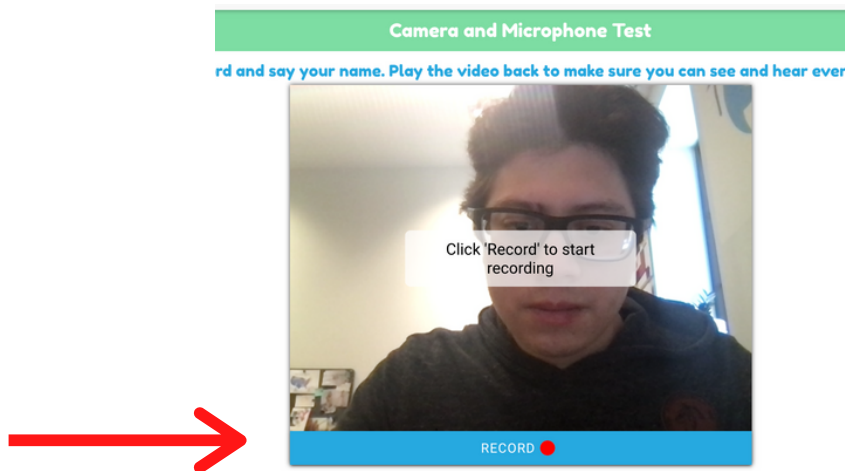 Camera and Microphone Test
rd and say your name. Play the video back to make sure you can see and hear ever
Click 'Record' to start
recording
RECORD